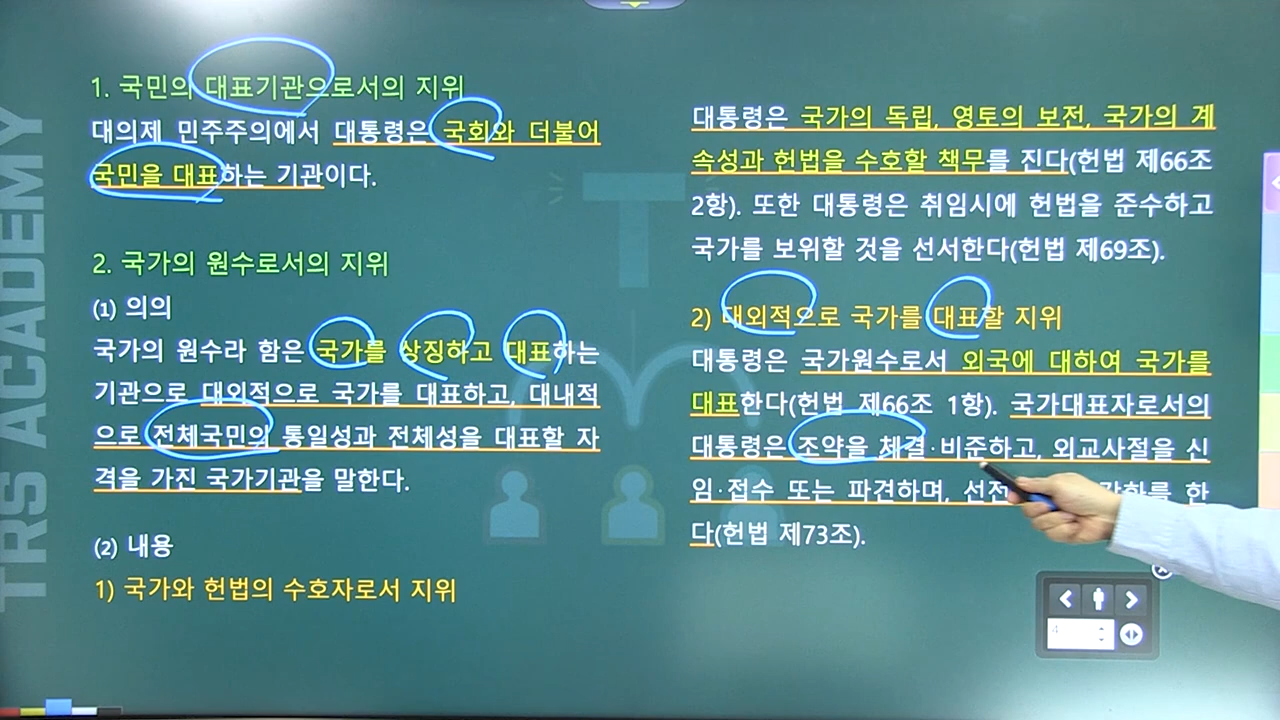 1. 국민의 대표기관으로서의 지위
대의제 민주주의에서 대통령은 국회와 더불어
국민을 대표하는 기관이다.
2. 국가의 원수로서의 지위
(1) 의의
국가의 원수라 함은 국가를 상징하고 대표하는
기관으로 대외적으로 국가를 대표하고, 대내적
으로 전체국민의 통일성과 전체성을 대표할 자
격을 가진 국가기관을 말한다.
(2) 내용
1) 국가와 헌법의 수호자로서 지위
대통령은 국가의 독립, 영토의 보전, 국가의 계
속성과 헌법을 수호할 책무를 진다(헌법 제66조
2항). 또한 대통령은 취임시에 헌법을 준수하고
국가를 보위할 것을 선서한다(헌법 제69조).
2) 대외적으로 국가를 대표할 지위
대통령은 국가원수로서 외국에 대하여 국가를
대표한다(헌법 제66조 1항). 국가대표자로서의
대통령은 조약을 체결·비준하고, 외교사절을 신
임·접수 또는 파견하며, 선전 강화를 한
다(헌법 제73조).
TRS ACADEMY
4